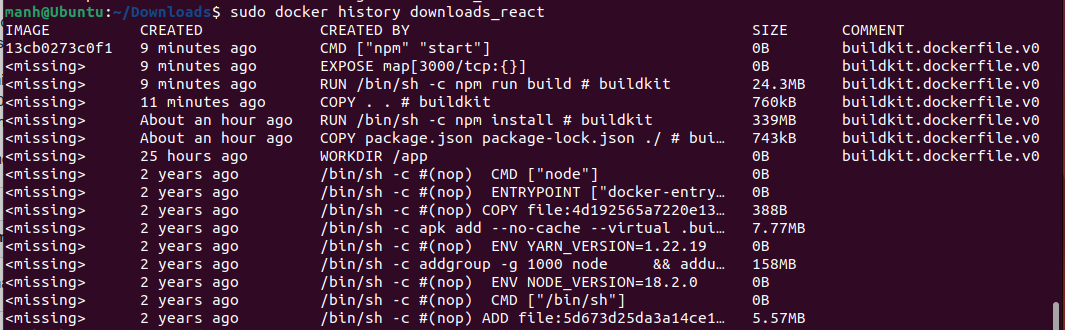 manh@Ubuntu:~/Downloads$ sudo docker history downloads_react
IMAGE CREATED CREATED BY SIZE COMMENT
13cb0273c0f1 9 minutes ago CMD ["npm" "start"] 0B buildkit.dockerfile.v0
<missing> 9 minutes ago EXPOSE map[3000/tcp:{}] 0B buildkit.dockerfile.v0
<missing> 9 minutes ago RUN /bin/sh -c npm run build # buildkit 24.3MB buildkit.dockerfile.v0
<missing> 11 minutes ago COPY . . # buildkit 760kB buildkit.dockerfile.v0
<missing> About an hour ago RUN /bin/sh -c npm install # buildkit 339MB buildkit.dockerfile.v0
<missing> About an hour ago COPY package.json package-lock.json ./ # bui… 743kB buildkit.dockerfile.v0
<missing> 25 hours ago WORKDIR /app 0B buildkit.dockerfile.v0
<missing> 2 years ago /bin/sh -c #(nop)  CMD ["node"] 0B
<missing> 2 years ago /bin/sh -c #(nop)  ENTRYPOINT ["docker-entry… 0B
<missing> 2 years ago /bin/sh -c #(nop) COPY file:4d192565a7220e13… 388B
<missing> 2 years ago /bin/sh -c apk add --no-cache --virtual .bui… 7.77MB
<missing> 2 years ago /bin/sh -c #(nop)  ENV YARN_VERSION=1.22.19 0B
<missing> 2 years ago /bin/sh -c addgroup -g 1000 node     && addu… 158MB
<missing> 2 years ago /bin/sh -c #(nop)  ENV NODE_VERSION=18.2.0 0B
<missing> 2 years ago /bin/sh -c #(nop)  CMD ["/bin/sh"] 0B
<missing> 2 years ago /bin/sh -c #(nop) ADD file:5d673d25da3a14ce1… 5.57MB